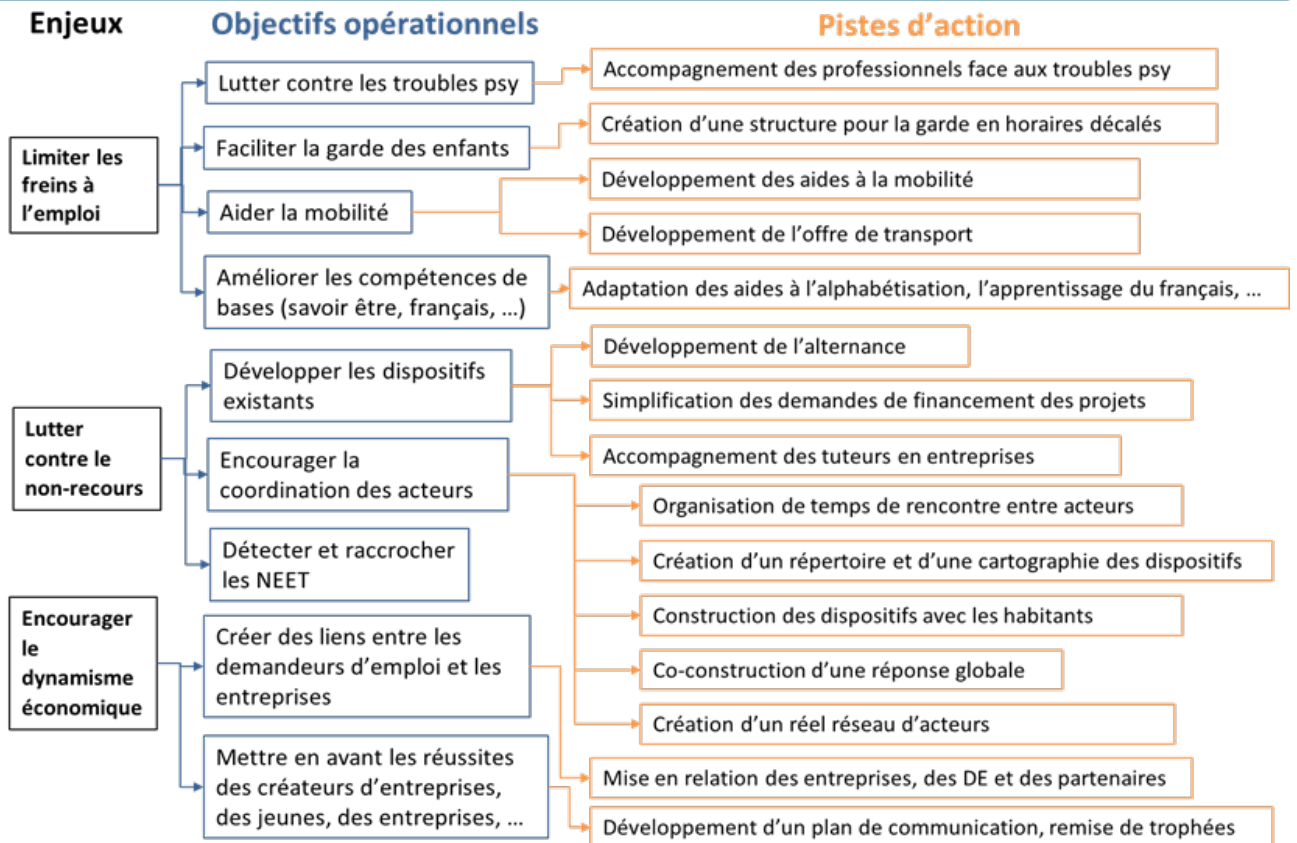 Enjeux
Objectifs opérationnels
Pistes d'action
Limiter les
freins à
l'emploi
Lutter contre les troubles psy
Accompagnement des professionnels face aux troubles psy
Faciliter la garde des enfants
Création d'une structure pour la garde en horaires décalés
Aider la mobilité
Développement des aides à la mobilité
Développement de l'offre de transport
Améliorer les compétences de
bases (savoir être, français, …)
Adaptation des aides à l'alphabétisation, l'apprentissage du français, …
Lutter
contre le
non-recours
Développer les dispositifs
existants
Développement de l'alternance
Simplification des demandes de financement des projets
Accompagnement des tuteurs en entreprises
Encourager la
coordination des acteurs
Organisation de temps de rencontre entre acteurs
Création d'un répertoire et d'une cartographie des dispositifs
Construction des dispositifs avec les habitants
Co-construction d'une réponse globale
Création d'un réel réseau d'acteurs
Détecter et raccrocher
les NEET
Encourager
le
dynamisme
économique
Créer des liens entre les
demandeurs d'emploi et les
entreprises
Mise en relation des entreprises, des DE et des partenaires
Mettre en avant les réussites
des créateurs d'entreprises,
des jeunes, des entreprises, …
Développement d'un plan de communication, remise de trophées